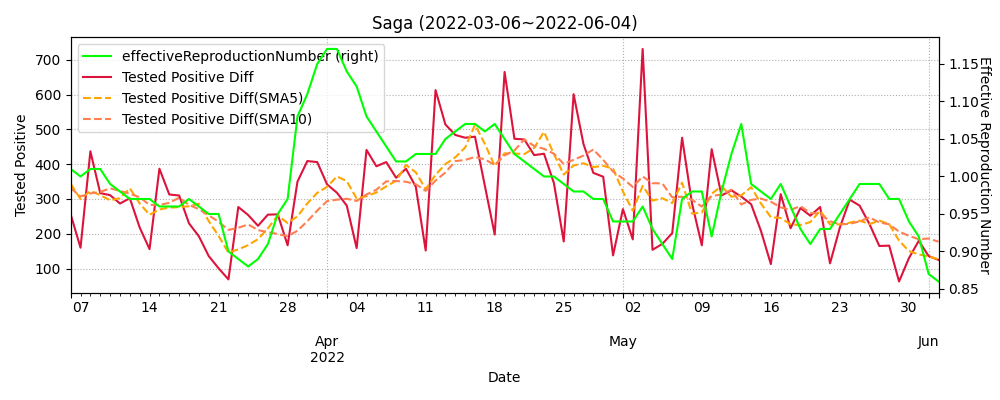 Saga (2022-03-06~2022-06-04)
effectiveReproductionNumber (right)
Tested Positive Diff
Tested Positive Diff(SMA5)
Tested Positive Diff(SMA10)
Tested Positive
700
600
500
400
300
200
100
1.15
1.10
1.05
1.00
0.95
0.90
0.85
Effective Reproduction Number
07 14 21 28 04 11 18 25 02 09 16 23 30
Apr May Jun
2022
Date